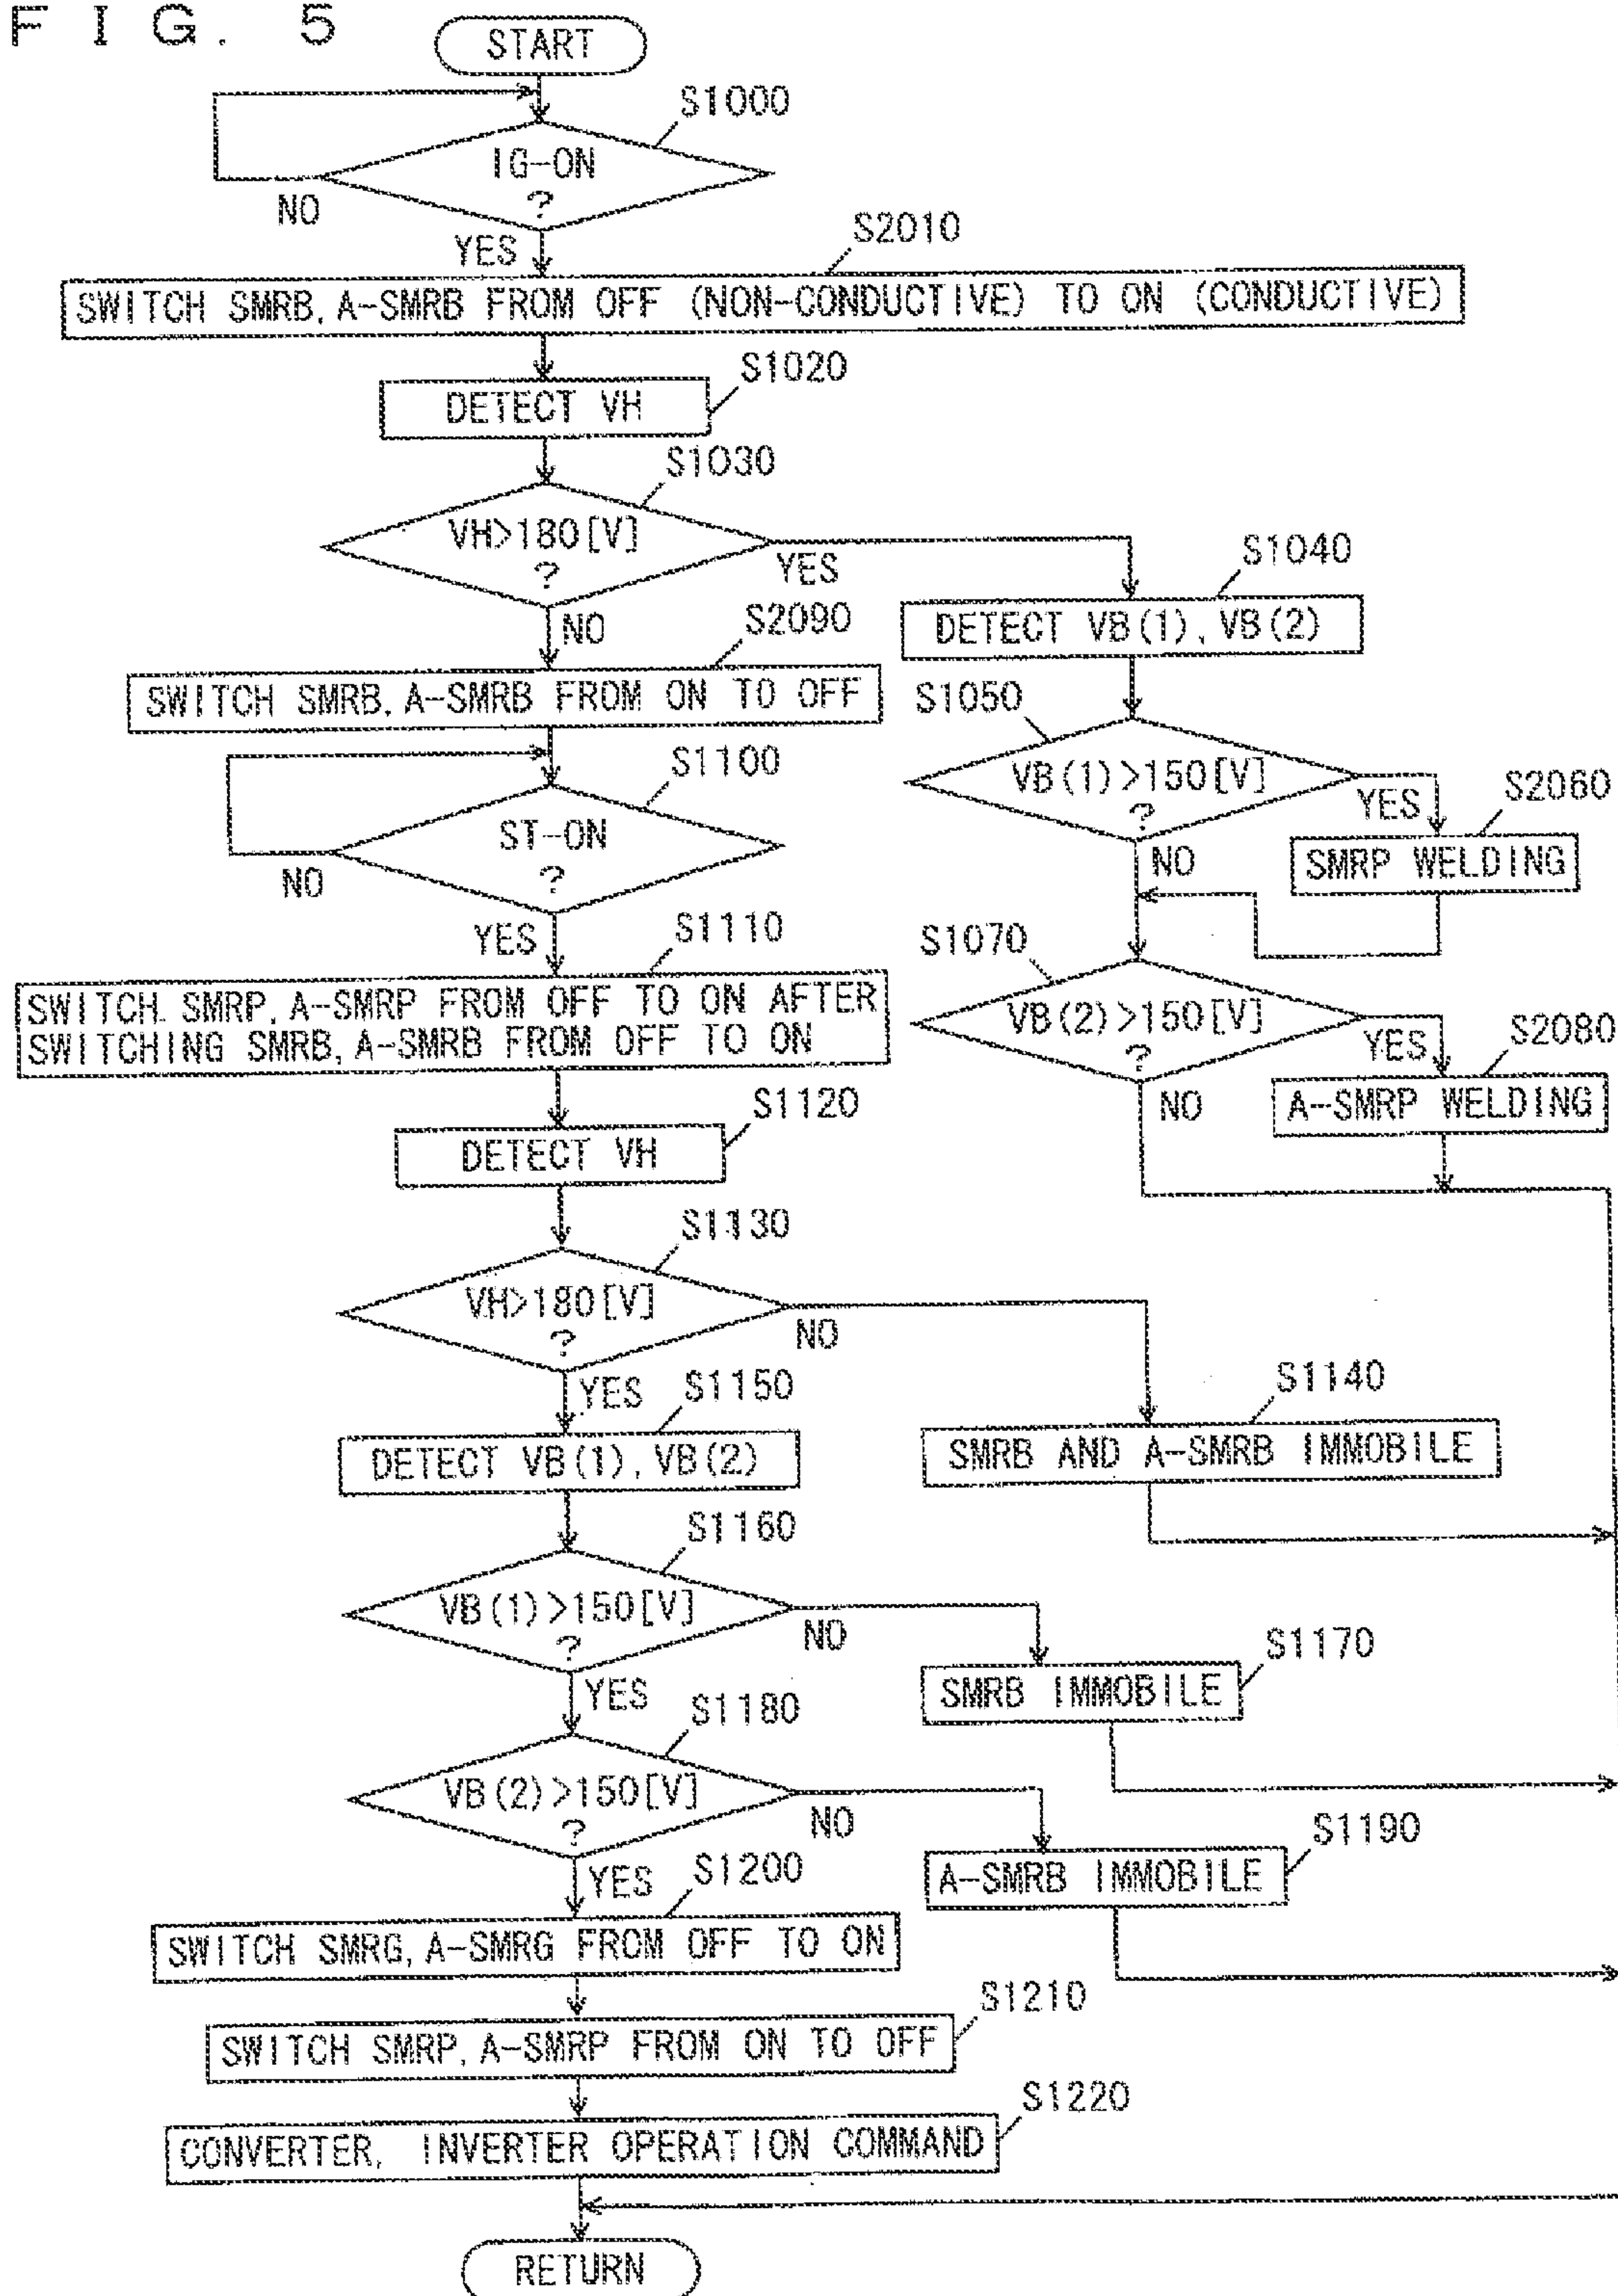 FIG. 5
START
S1000
IG-ON
?
NO
YES
S2010
SWITCH SMRB, A-SMRB FROM OFF (NON-CONDUCTIVE) TO ON (CONDUCTIVE)
S1020
DETECT VH
S1030
VH>180[V]
?
YES
NO
S1040
DETECT VB(1), VB(2)
S2090
SWITCH SMRB, A-SMRB FROM ON TO OFF
S1050
VB(1)>150[V]
?
YES
NO
S2060
SMRP WELDING
S1100
ST-ON
?
NO
YES
S1070
VB(2)>150[V]
?
YES
NO
S2080
A-SMRP WELDING
S1110
SWITCH SMRP, A-SMRP FROM OFF TO ON AFTER
SWITCHING SMRB, A-SMRB FROM OFF TO ON
S1120
DETECT VH
S1130
VH>180[V]
?
NO
YES
S1140
SMRB AND A-SMRB IMMOBILE
S1150
DETECT VB(1), VB(2)
S1160
VB(1)>150[V]
?
NO
YES
S1170
SMRB IMMOBILE
S1180
VB(2)>150[V]
?
NO
YES
S1190
A-SMRB IMMOBILE
S1200
SWITCH SMRG, A-SMRG FROM OFF TO ON
S1210
SWITCH SMRP, A-SMRP FROM ON TO OFF
S1220
CONVERTER, INVERTER OPERATION COMMAND
RETURN